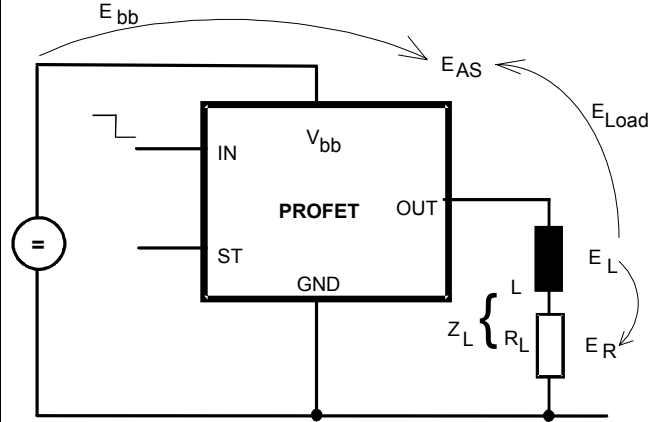 E bb
E AS
E Load
V bb
IN
PROFET
OUT
=
ST
GND
E L
L
Z L { R L
E R